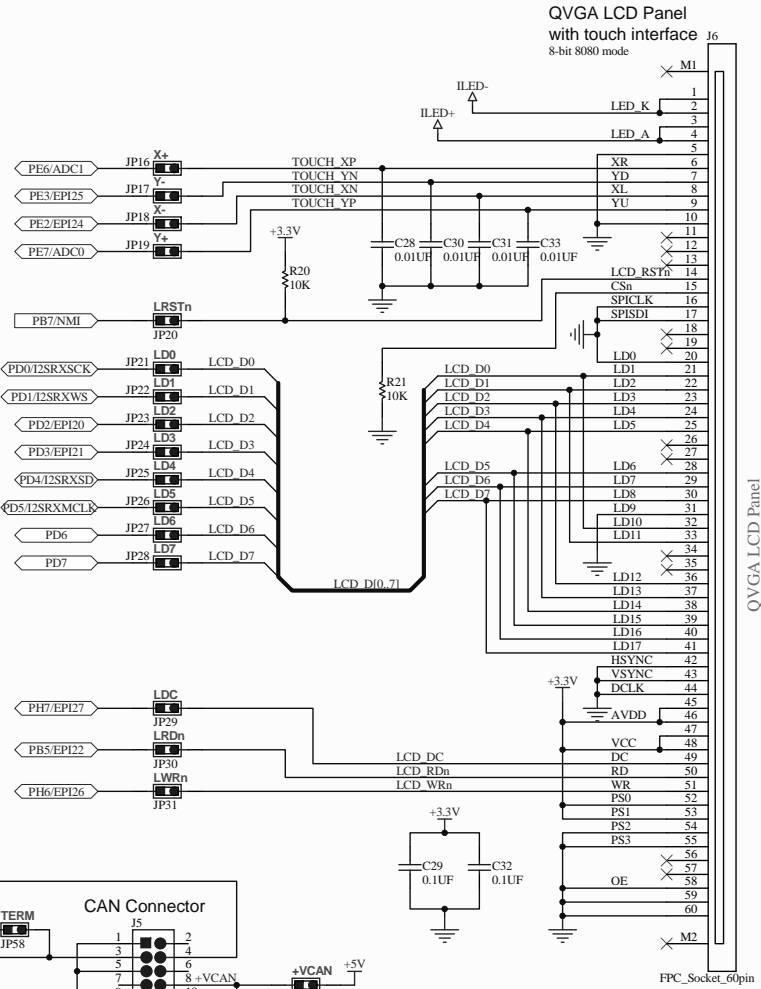 QVGA LCD Panel
with touch interface
8-bit 8080 mode
J6
M1
ILED-
ILED+
1
LED_K 2
3
LED_A 4
5
PE6/ADC1 JP16 X+ TOUCH_XP XR 6
PE3/EPI25 JP17 Y- TOUCH_YN YD 7
PE2/EPI24 JP18 X- TOUCH_XN XL 8
PE7/ADC0 JP19 Y+ TOUCH_YP YU 9
10
11
12
13
+3.3V
C28 0.01UF
C30 0.01UF
C31 0.01UF
C33 0.01UF
R20
10K
LCD_RSTn 14
CSn 15
SPICLK 16
SPISDI 17
18
19
PB7/NMI LRSTn JP20
PD0/I2SRXSCK JP21 LD0 LCD_D0
PD1/I2SRXWS JP22 LD1 LCD_D1
PD2/EPI20 JP23 LD2 LCD_D2
PD3/EPI21 JP24 LD3 LCD_D3
PD4/I2SRXSD JP25 LD4 LCD_D4
PD5/I2SRXMCLK JP26 LD5 LCD_D5
PD6 JP27 LD6 LCD_D6
PD7 JP28 LD7 LCD_D7
LCD_D[0..7]
R21
10K
LD0 20
LCD_D0 LD1 21
LCD_D1 LD2 22
LCD_D2 LD3 23
LCD_D3 LD4 24
LCD_D4 LD5 25
26
27
LCD_D5 LD6 28
LCD_D6 LD7 29
LCD_D7 LD8 30
LD9 31
LD10 32
LD11 33
34
35
LD12 36
LD13 37
LD14 38
LD15 39
LD16 40
LD17 41
HSYNC 42
VSYNC 43
DCLK 44
45
+3.3V
AVDD 46
47
VCC 48
PH7/EPI27 LDC JP29 LCD_DC DC 49
PB5/EPI22 LRDn JP30 LCD_RDn RD 50
PH6/EPI26 LWRn JP31 LCD_WRn WR 51
PS0 52
PS1 53
PS2 54
PS3 55
56
57
OE 58
59
60
M2
FPC_Socket_60pin
QVGA LCD Panel
+3.3V
C29
0.1UF
C32
0.1UF
CAN Connector
TERM
JP58
J5
1 2
3 4
5 6
7 8 +VCAN
+VCAN
+5V